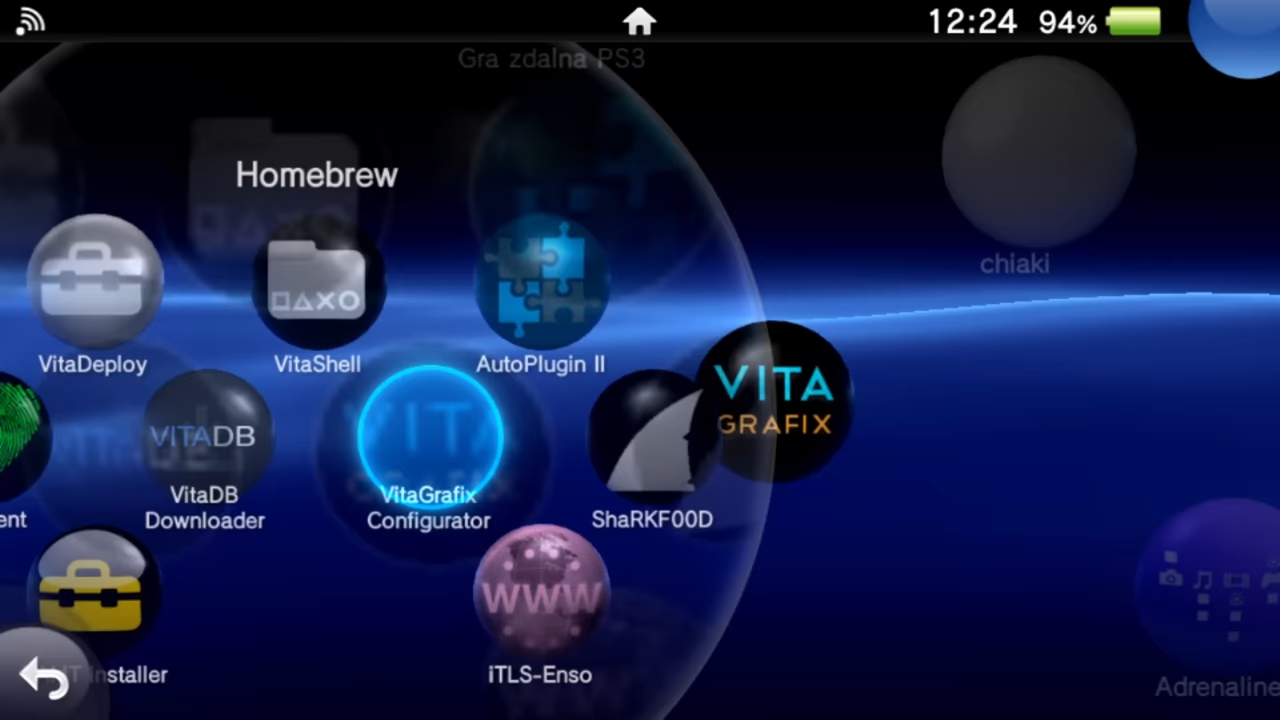 12:24 94%
Gra zdalna PS3
Homebrew
chiaki
VitaDeploy
VitaShell
AutoPlugin II
VITA
GRAFIX
VITADB
VitaDB
Downloader
VitaGrafix
Configurator
ShaRKF00D
ent
WWW
nstaller
iTLS-Enso
Adrenaline